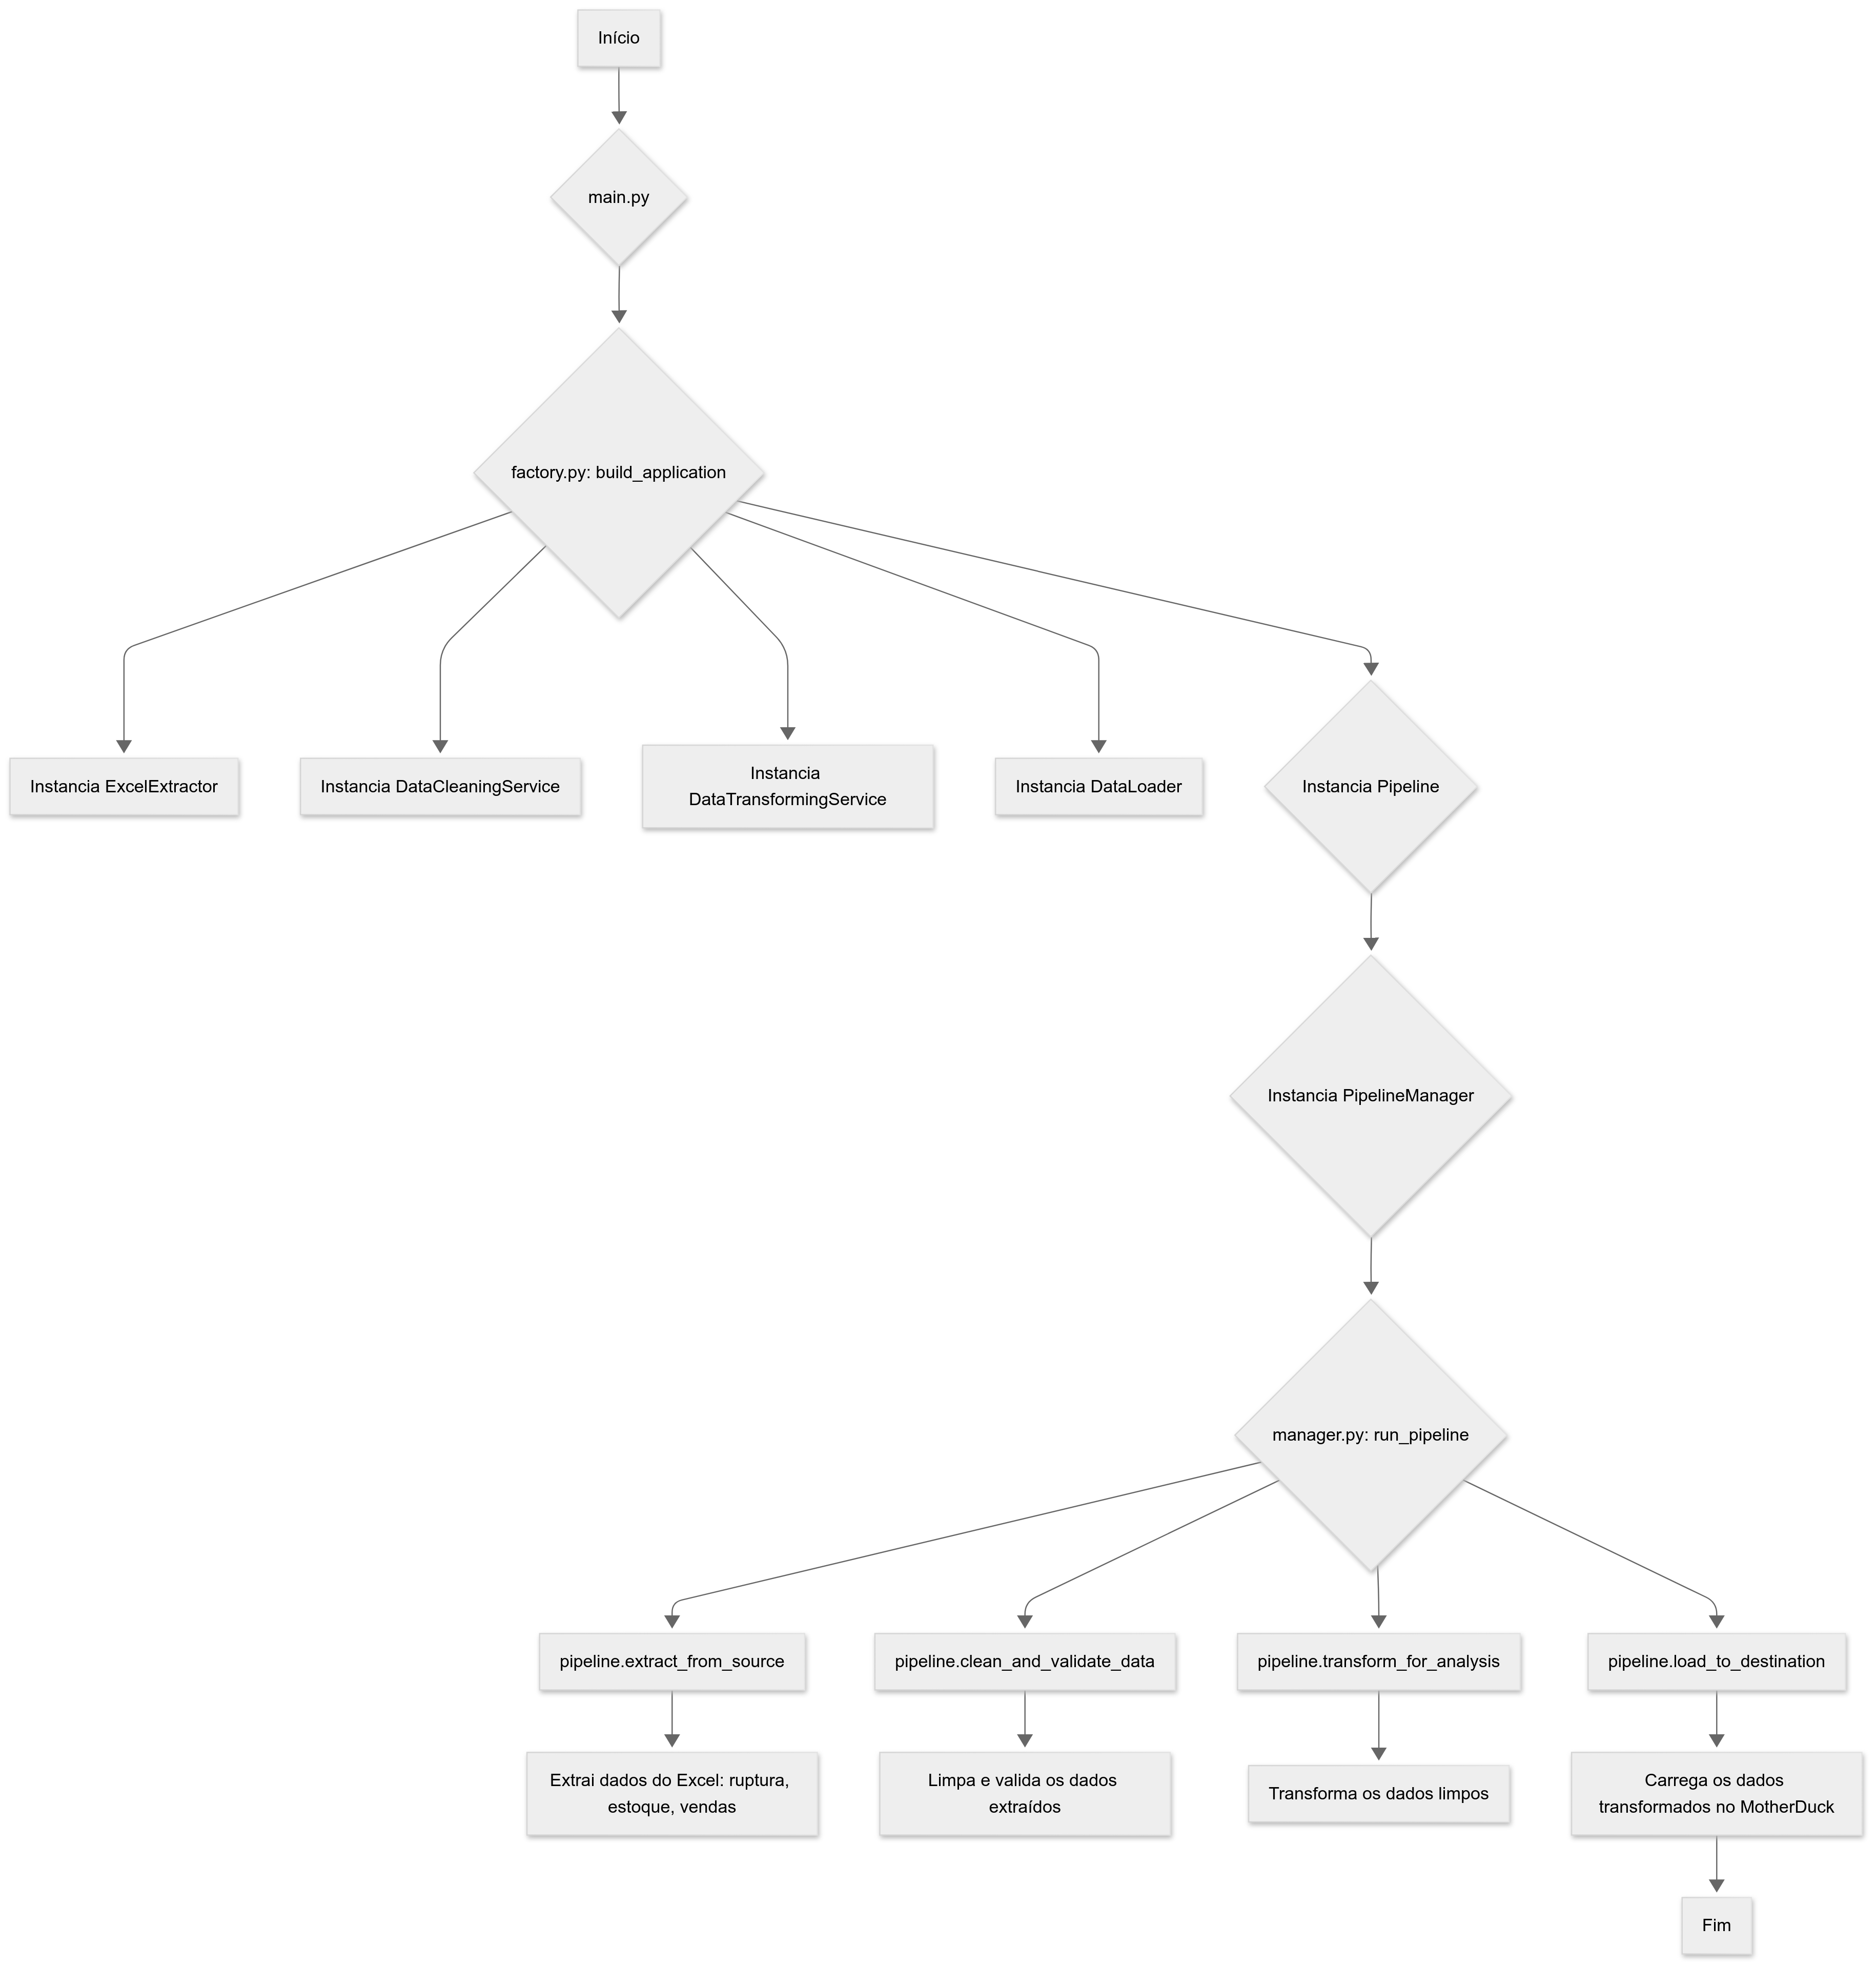 Início
main.py
factory.py: build_application
Instancia ExcelExtractor
Instancia DataCleaningService
Instancia
DataTransformingService
Instancia DataLoader
Instancia Pipeline
Instancia PipelineManager
manager.py: run_pipeline
pipeline.extract_from_source
pipeline.clean_and_validate_data
pipeline.transform_for_analysis
pipeline.load_to_destination
Extrai dados do Excel: ruptura,
estoque, vendas
Limpa e valida os dados
extraídos
Transforma os dados limpos
Carrega os dados
transformados no MotherDuck
Fim